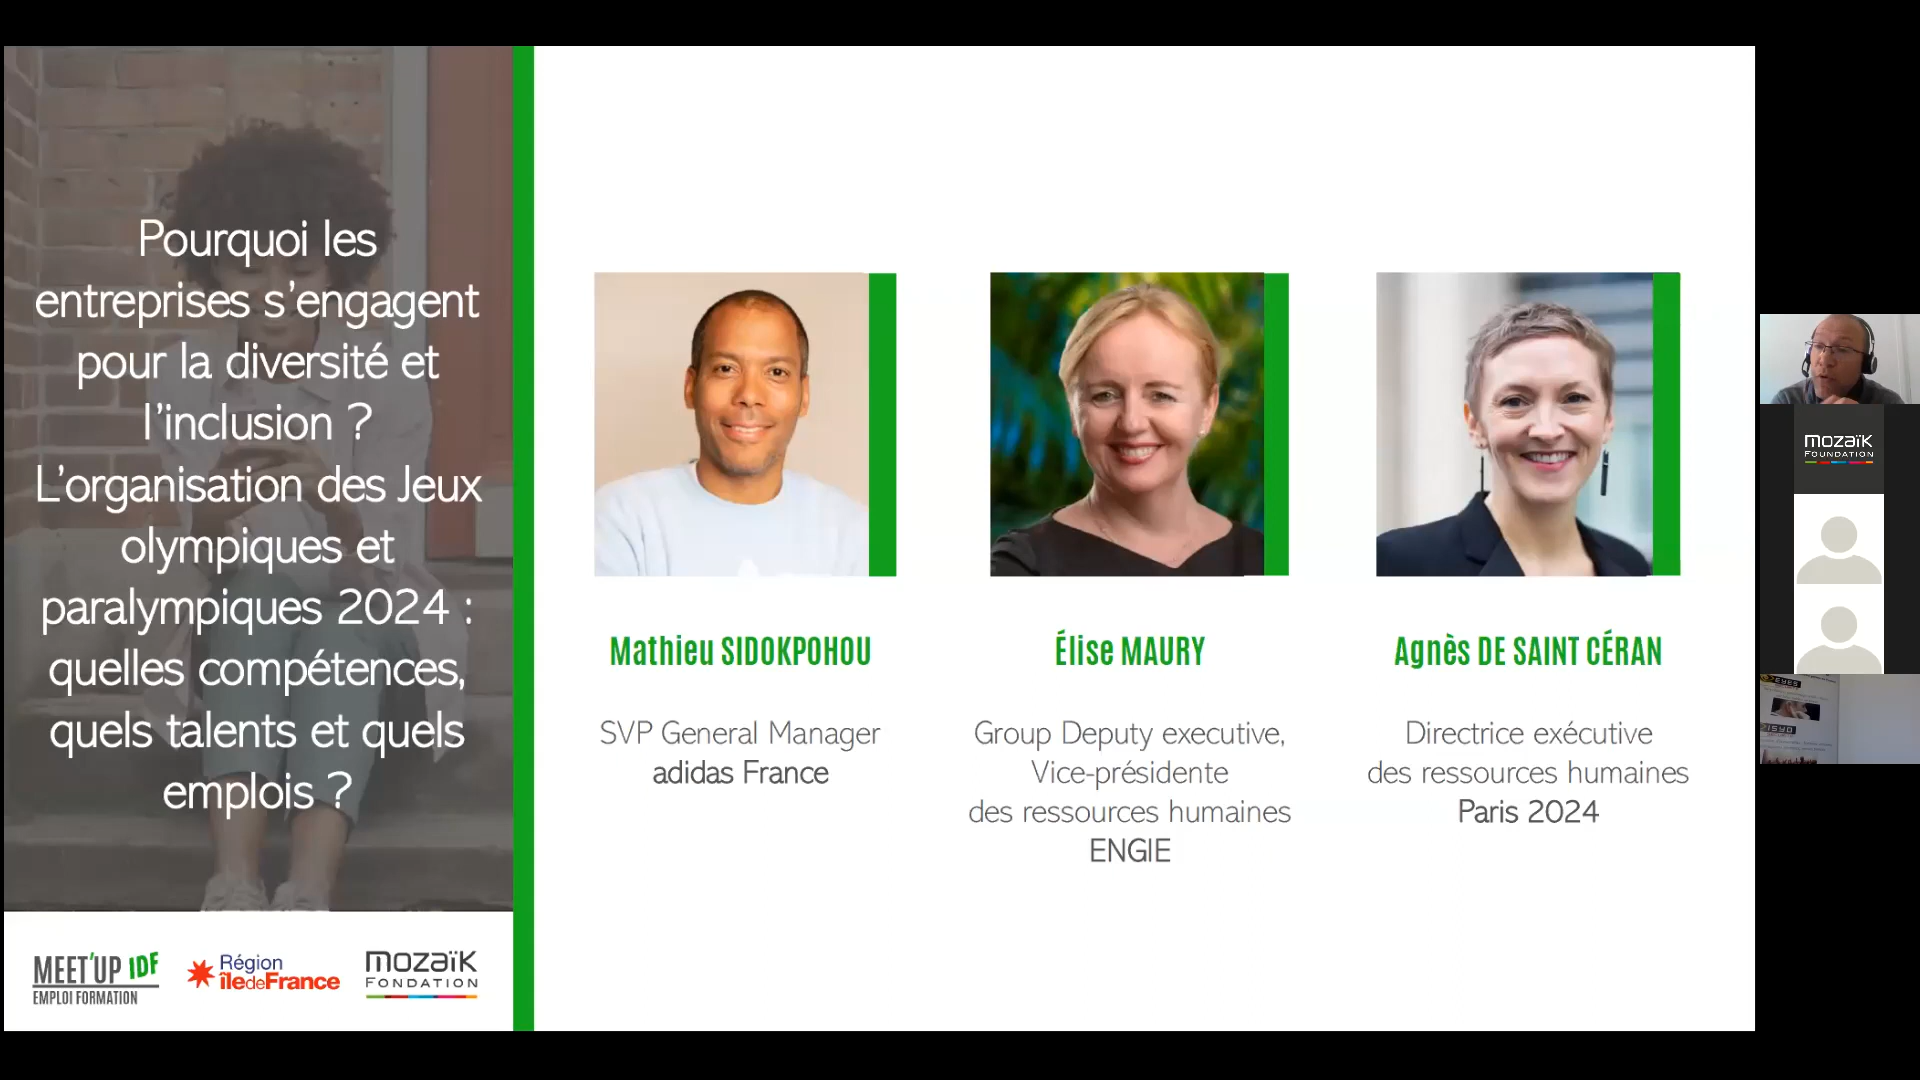 Pourquoi les
entreprises s'engagent
pour la diversité et
l'inclusion ?
L'organisation des Jeux
olympiques et
paralympiques 2024 :
quelles compétences,
quels talents et quels
emplois ?
MEET'UP IDF
EMPLOI FORMATION
Région
îledeFrance
mozaïk
FONDATION
Mathieu SIDOKPOHOU
SVP General Manager
adidas France
Élise MAURY
Group Deputy executive,
Vice-présidente
des ressources humaines
ENGIE
Agnès DE SAINT CÉRAN
Directrice exécutive
des ressources humaines
Paris 2024
mozaïk
FOUNDATION